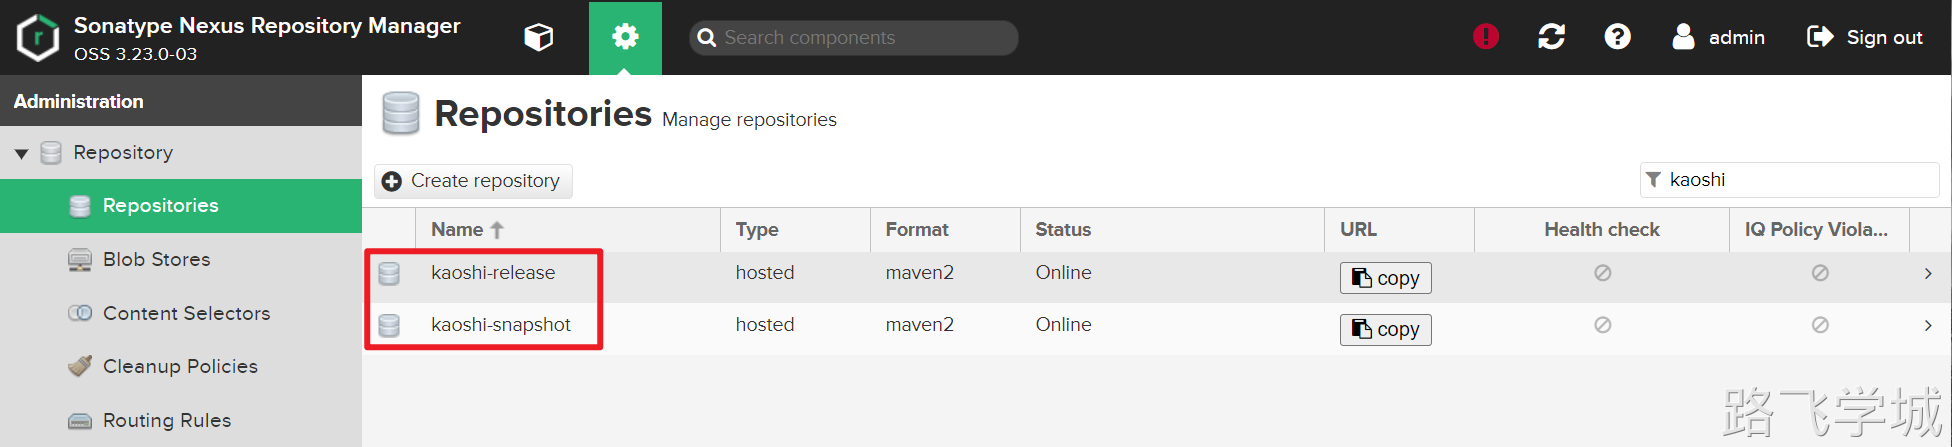 Sonatype Nexus Repository Manager
OSS 3.23.0-03
Search components
admin
Sign out
Administration
Repository
Repositories
Blob Stores
Content Selectors
Cleanup Policies
Routing Rules
Repositories Manage repositories
Create repository
kaoshi
Name Type Format Status URL Health check IQ Policy Viola...
kaoshi-release hosted maven2 Online copy
kaoshi-snapshot hosted maven2 Online copy
路飞学城